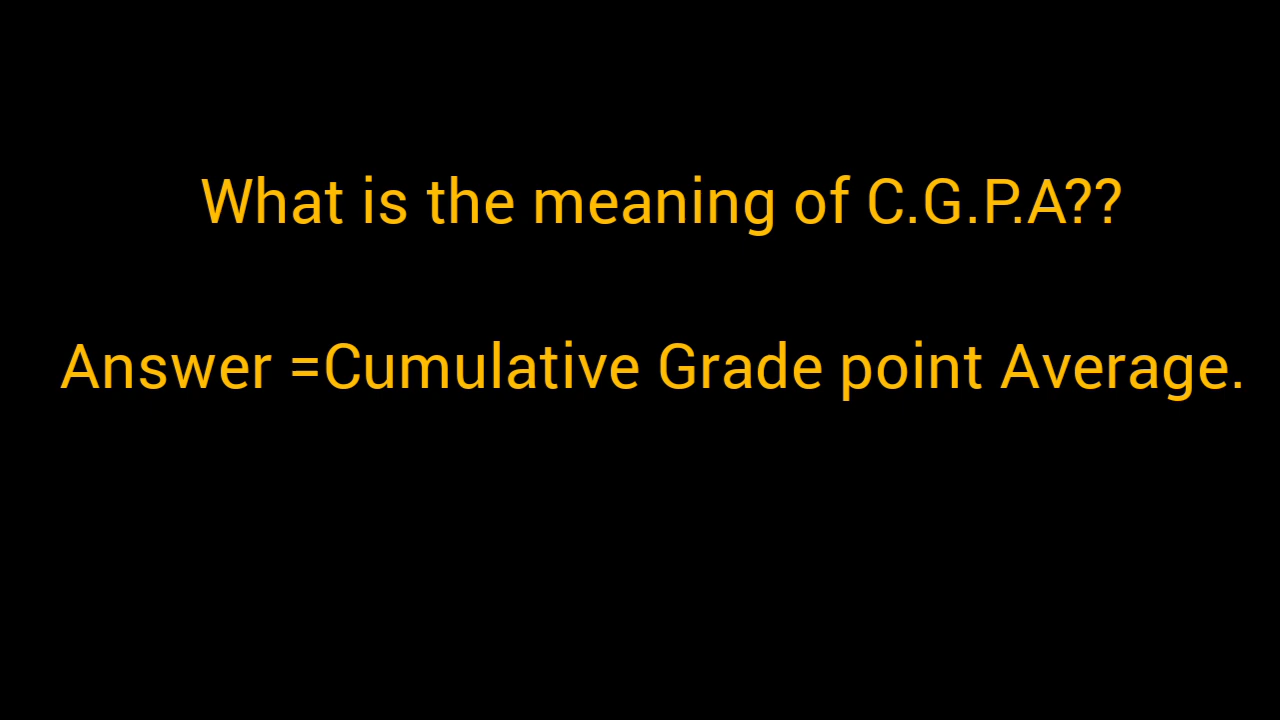 What is the meaning of C.G.P.A??
Answer =Cumulative Grade point Average.